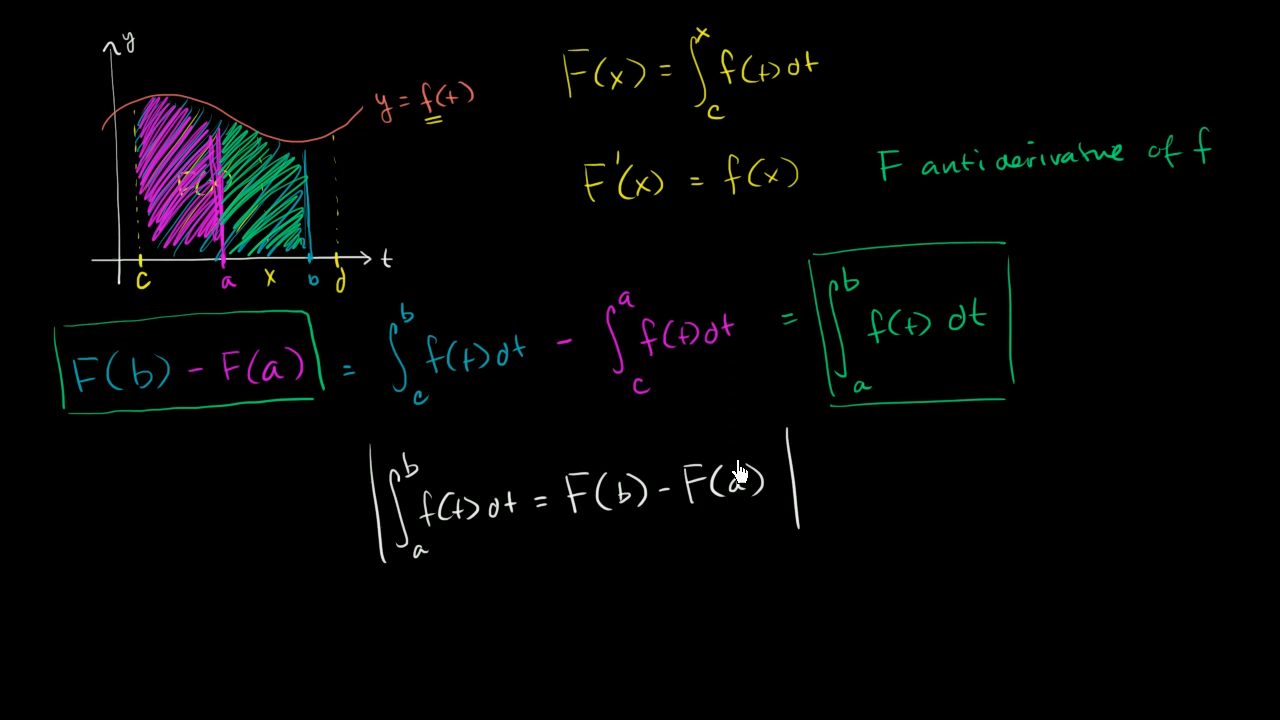 y
y = f(t)
F(x)
c a x b d t
F(x) = ∫_c^x f(t) dt
F'(x) = f(x)
F antiderivative of f
F(b) - F(a) = ∫_c^b f(t) dt - ∫_c^a f(t) dt = ∫_a^b f(t) dt
∫_a^b f(t) dt = F(b) - F(a)